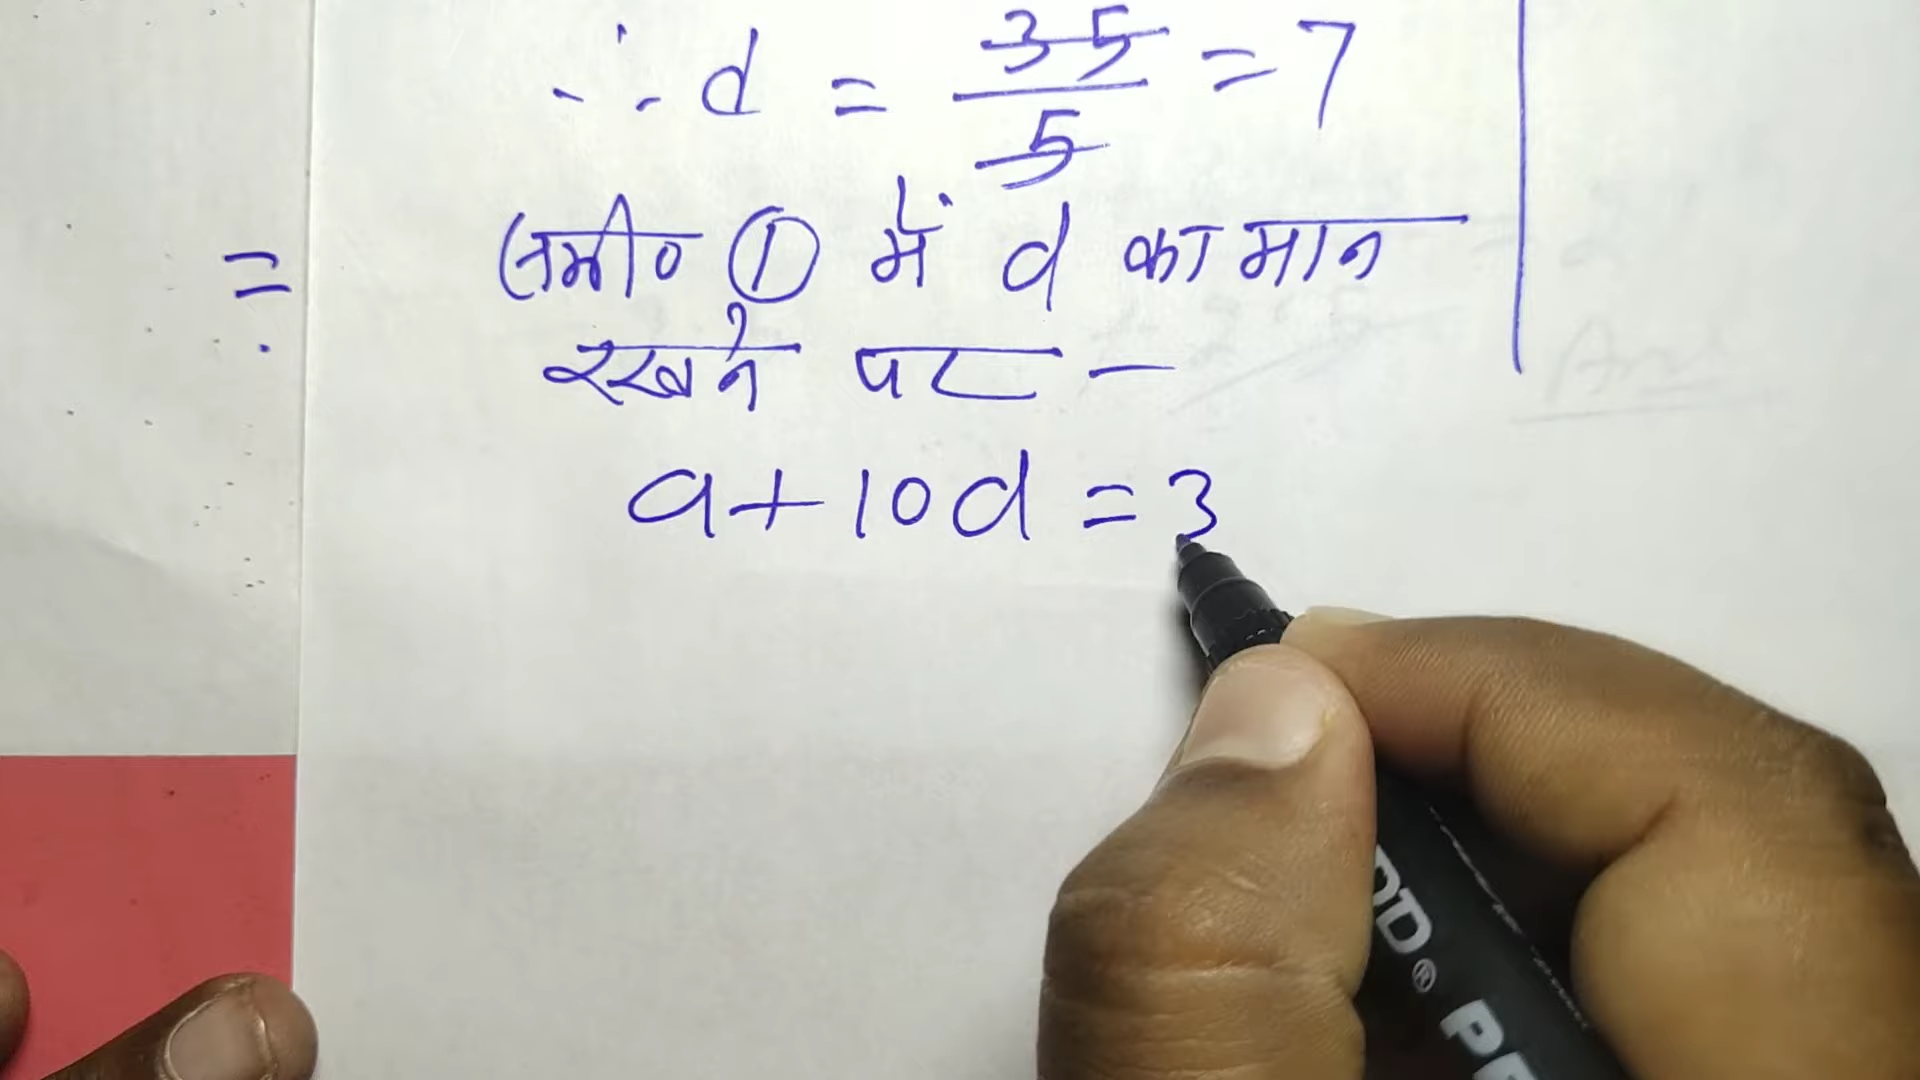 ∴ d = 35/5 = 7
= समी० ① में d का मान
रखने पर –
a + 10d = 3